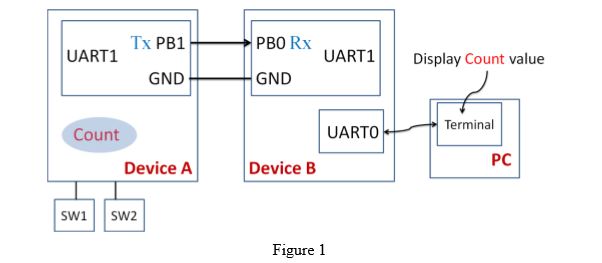 UART1
Tx PB1
GND
Count
Device A
SW1
SW2
PB0 Rx
UART1
GND
UART0
Device B
Display Count value
Terminal
PC
Figure 1